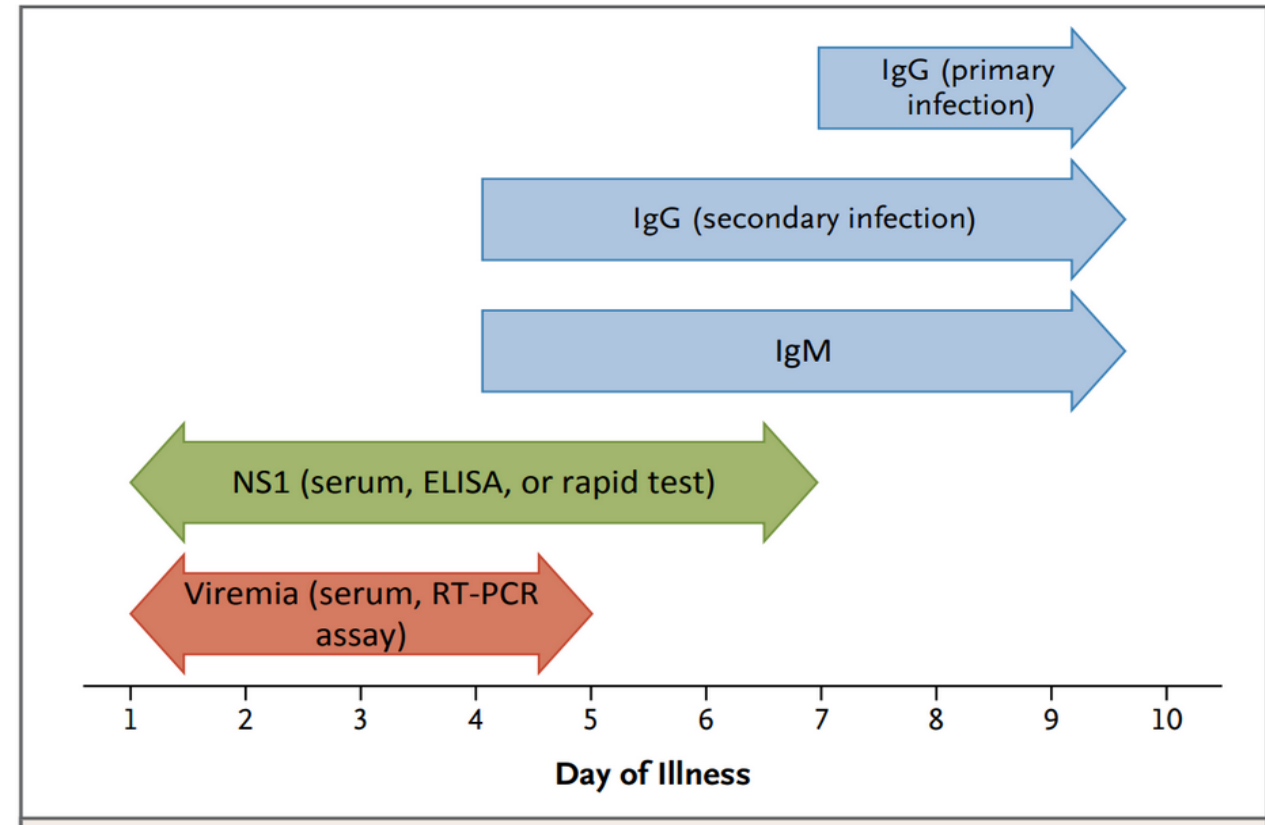 IgG (primary
infection)
IgG (secondary infection)
IgM
NS1 (serum, ELISA, or rapid test)
Viremia (serum, RT-PCR
assay)
1 2 3 4 5 6 7 8 9 10
Day of Illness